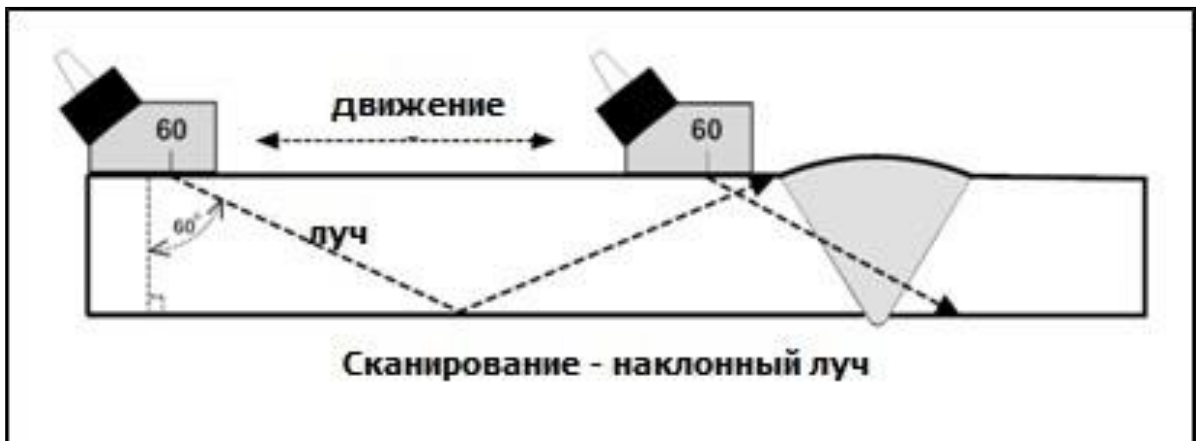 движение
60
60
60°
луч
Сканирование - наклонный луч